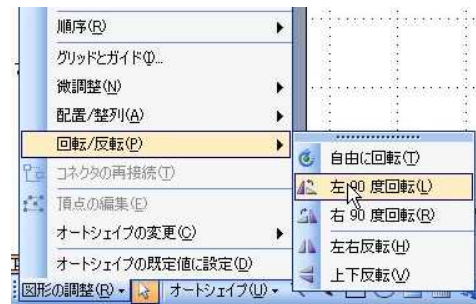 順序(R)
グリッドとガイド(I)...
微調整(N)
配置/整列(A)
回転/反転(P)
コネクタの再接続(T)
頂点の編集(E)
オートシェイプの変更(C)
オートシェイプの既定値に設定(D)
自由に回転(T)
左 90 度回転(L)
右 90 度回転(R)
左右反転(H)
上下反転(V)
図形の調整(R)
オートシェイプ(U)